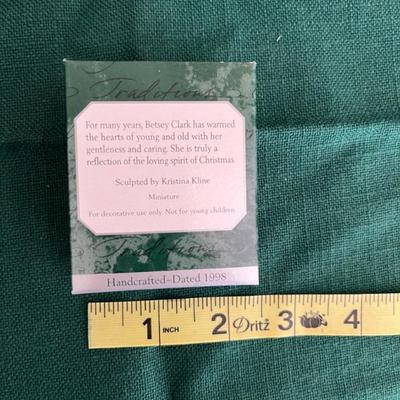 Traditions
For many years, Betsey Clark has warmed
the hearts of young and old with her
gentleness and caring. She is truly a
reflection of the loving spirit of Christmas.
Sculpted by Kristina Kline
Miniature
For decorative use only. Not for young children.
Traditions
Handcrafted–Dated 1998
1 INCH 2 Dritz 3 4